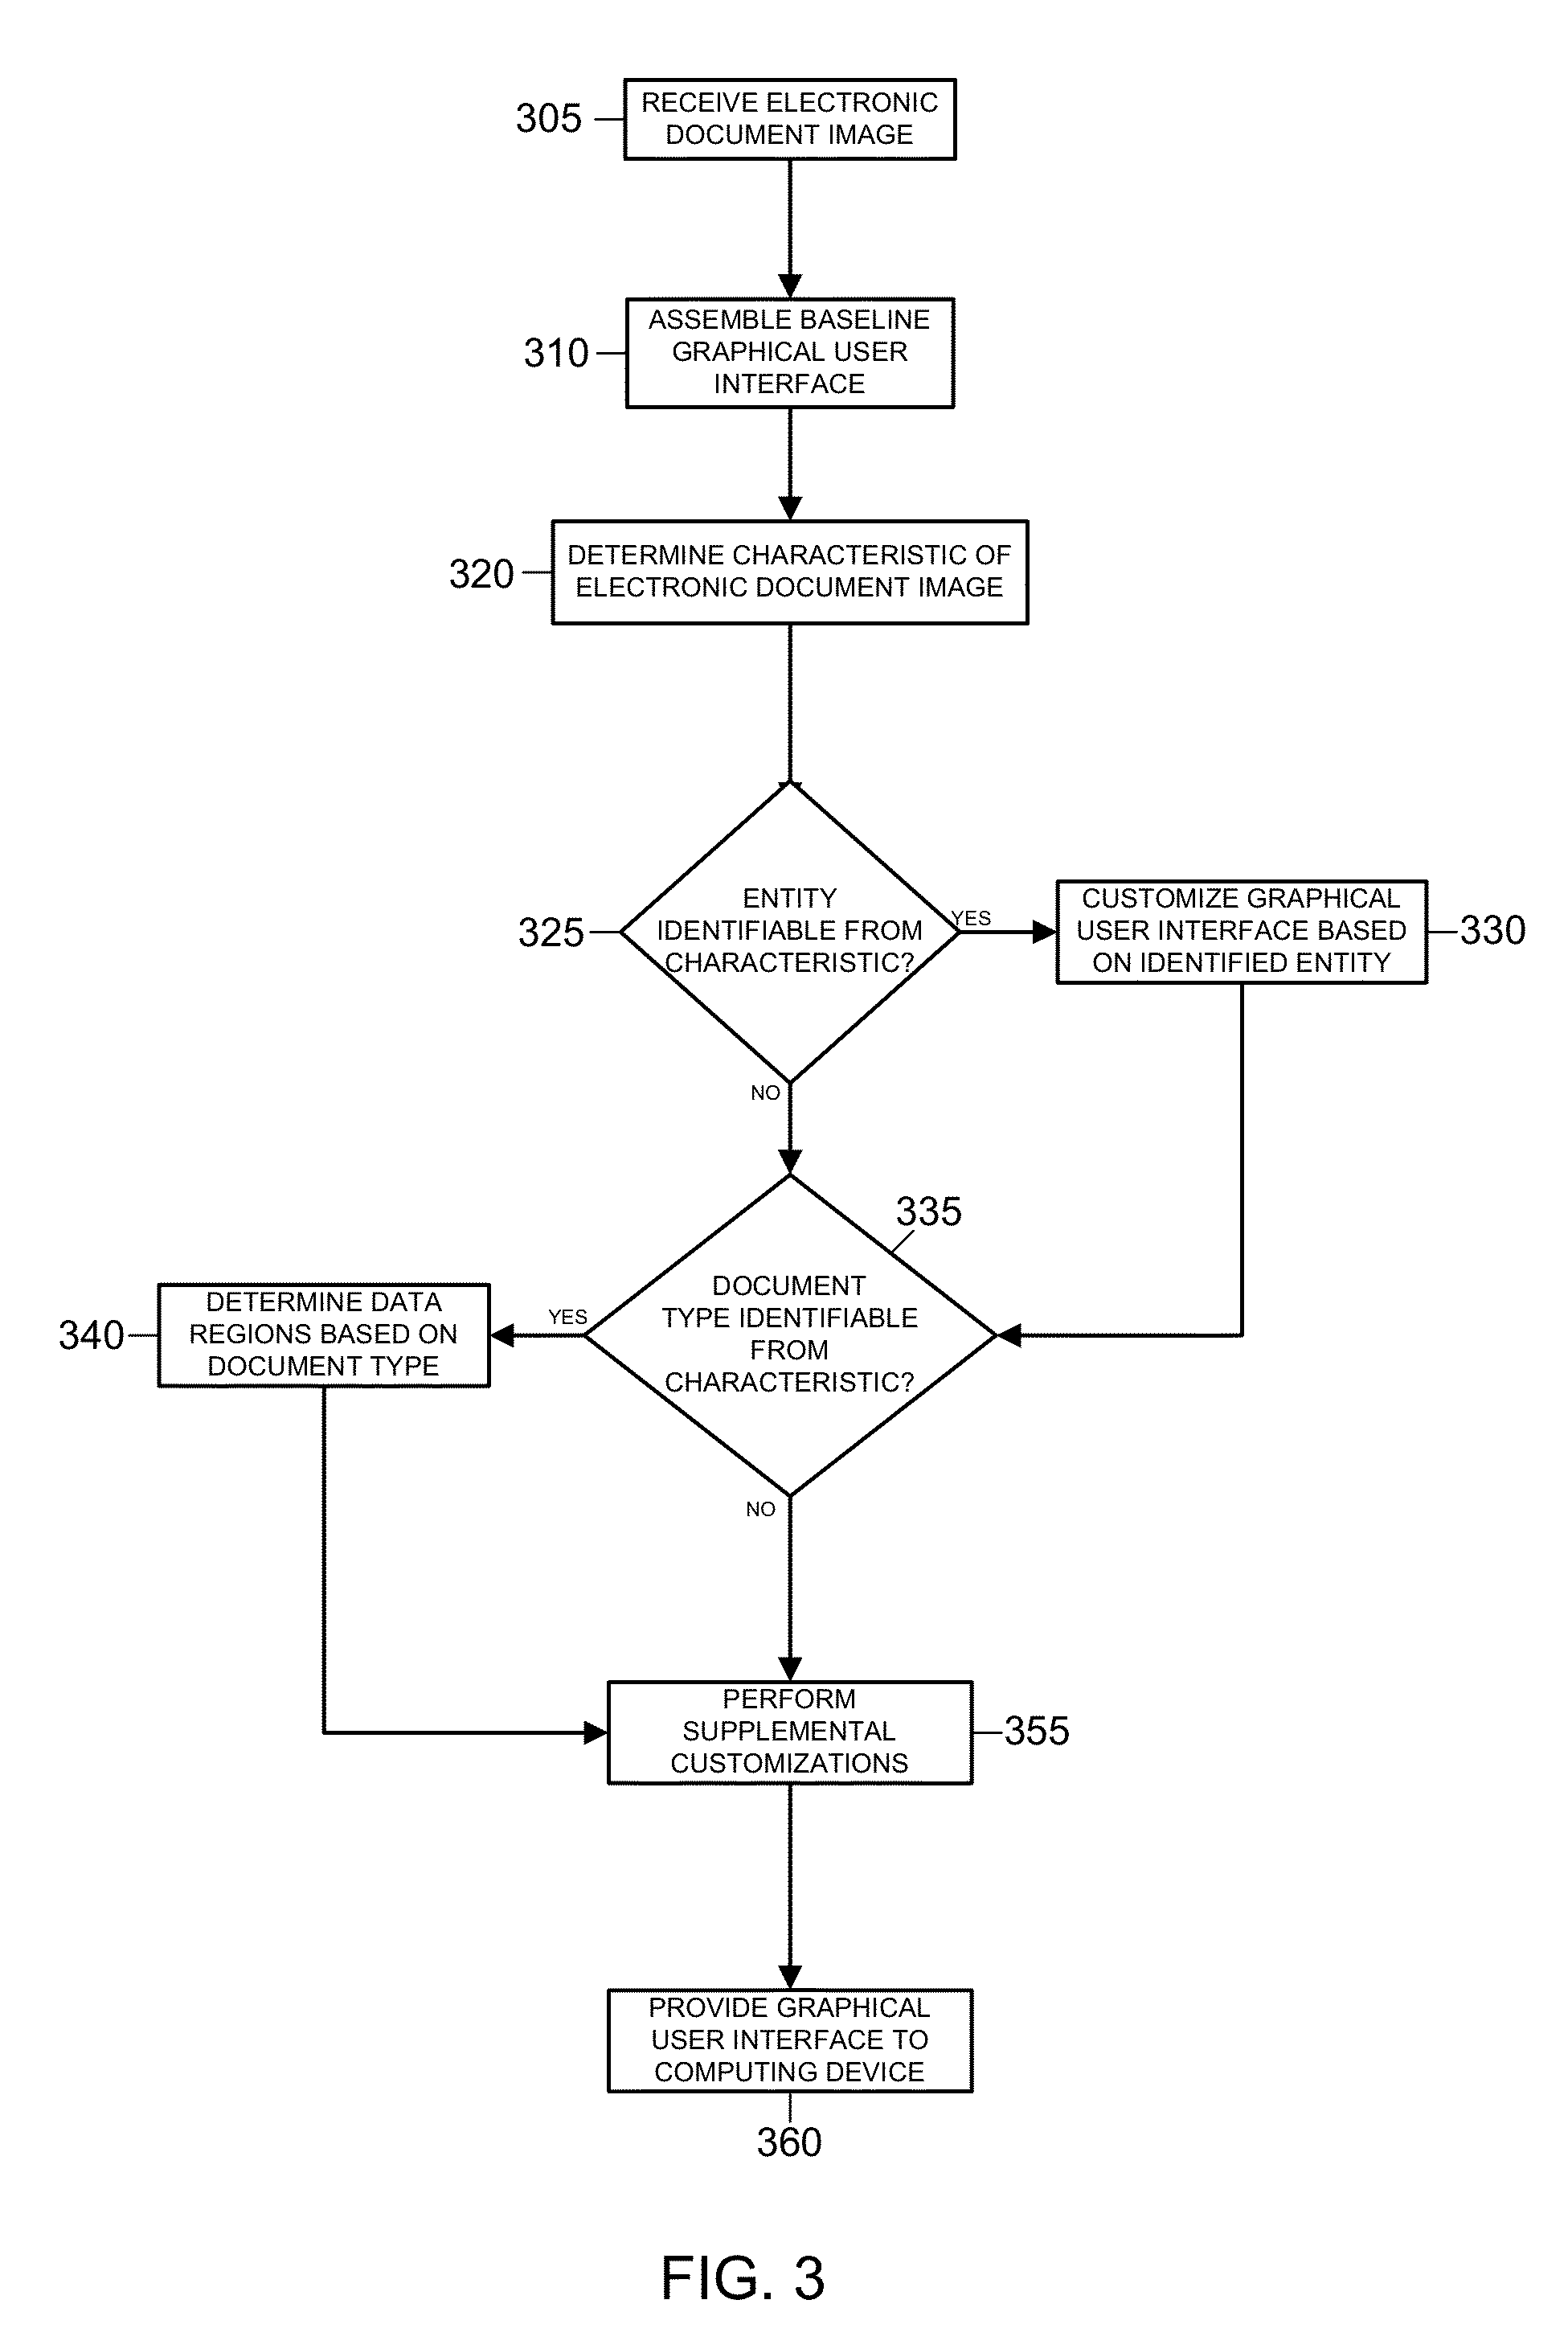 305
RECEIVE ELECTRONIC
DOCUMENT IMAGE
310
ASSEMBLE BASELINE
GRAPHICAL USER
INTERFACE
320
DETERMINE CHARACTERISTIC OF
ELECTRONIC DOCUMENT IMAGE
325
ENTITY
IDENTIFIABLE FROM
CHARACTERISTIC?
YES
CUSTOMIZE GRAPHICAL
USER INTERFACE BASED
ON IDENTIFIED ENTITY
330
NO
335
DOCUMENT
TYPE IDENTIFIABLE
FROM
CHARACTERISTIC?
YES
340
DETERMINE DATA
REGIONS BASED ON
DOCUMENT TYPE
NO
PERFORM
SUPPLEMENTAL
CUSTOMIZATIONS
355
PROVIDE GRAPHICAL
USER INTERFACE TO
COMPUTING DEVICE
360
FIG. 3